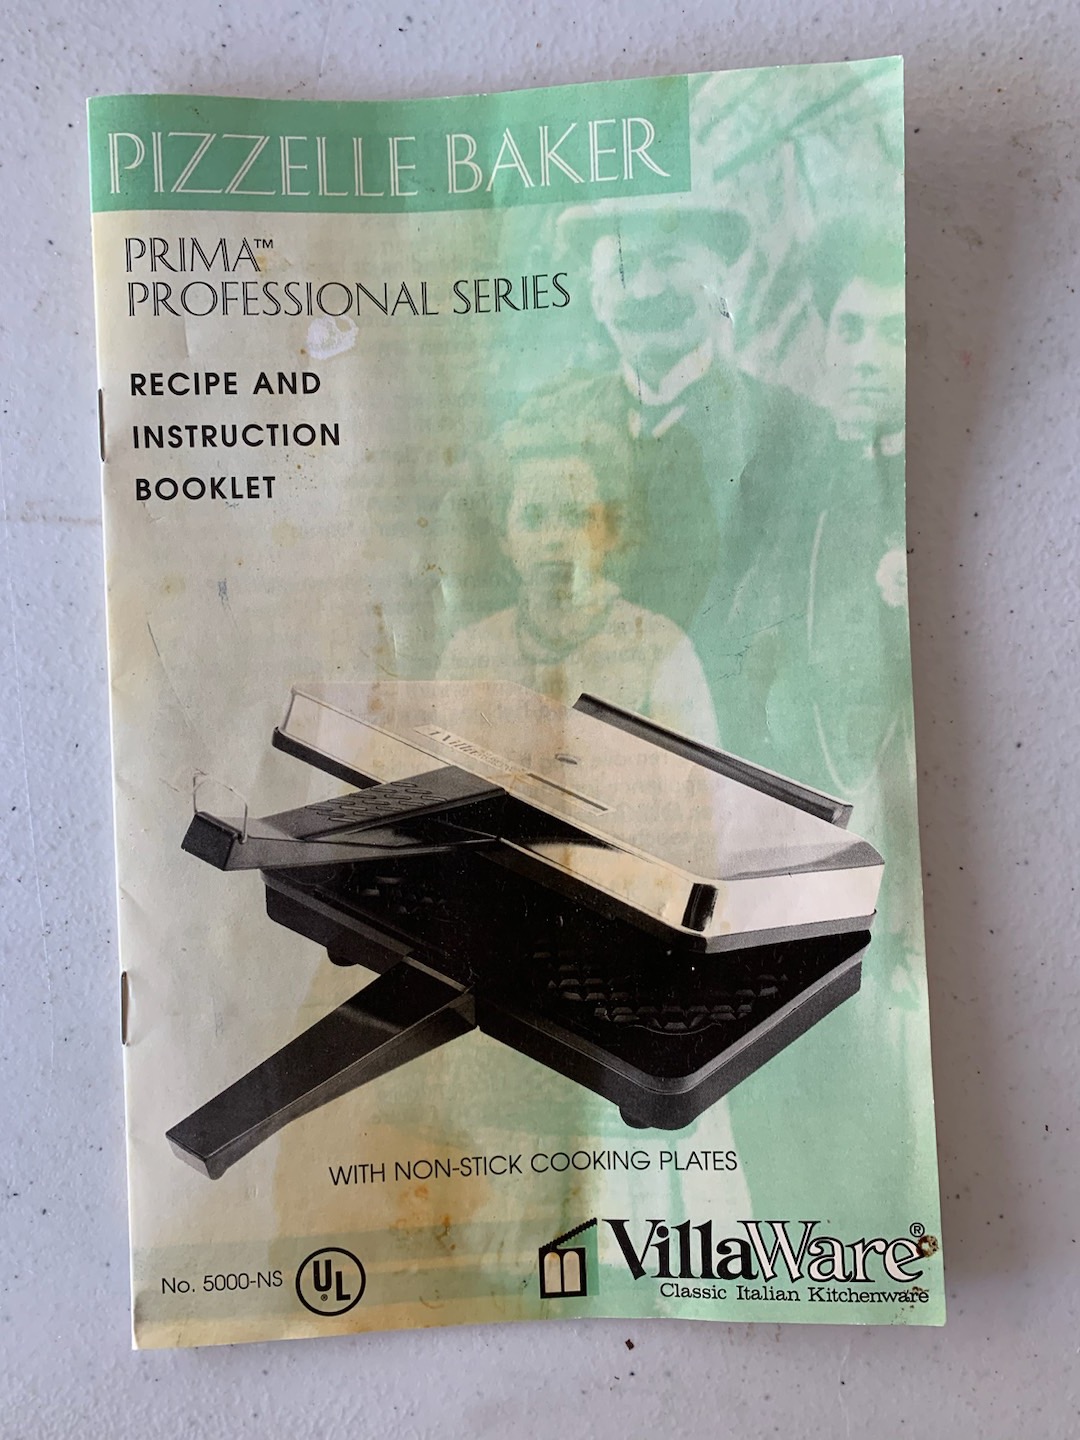 PIZZELLE BAKER
PRIMA™
PROFESSIONAL SERIES
RECIPE AND
INSTRUCTION
BOOKLET
VillaWare
WITH NON-STICK COOKING PLATES
No. 5000-NS
UL®
VillaWare®
Classic Italian Kitchenware